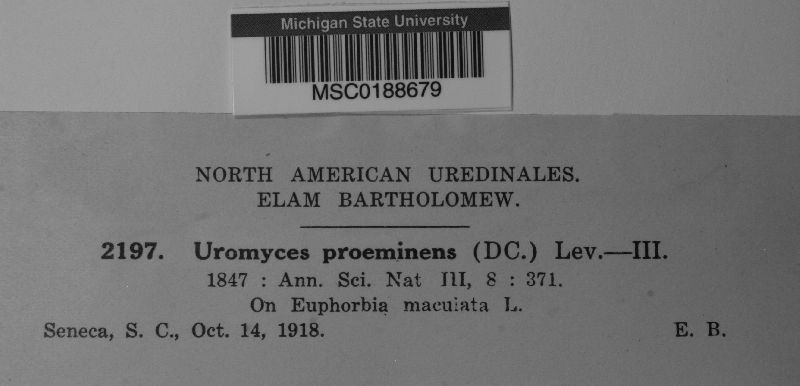 Michigan State University
MSC0188679
NORTH AMERICAN UREDINALES.
ELAM BARTHOLOMEW.
2197. Uromyces proeminens (DC.) Lev.—III.
1847 : Ann. Sci. Nat III, 8 : 371.
On Euphorbia maculata L.
Seneca, S. C., Oct. 14, 1918. E. B.